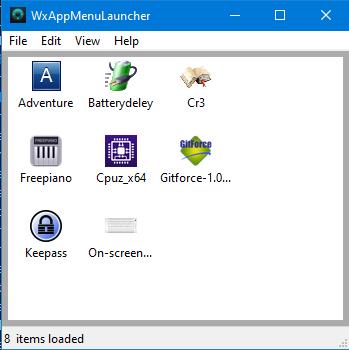 WxAppMenuLauncher
File Edit View Help
A
Adventure Batterydeley Cr3
GitForce
Freepiano Cpuz_x64 Gitforce-1.0...
Keepass On-screen...
8 items loaded